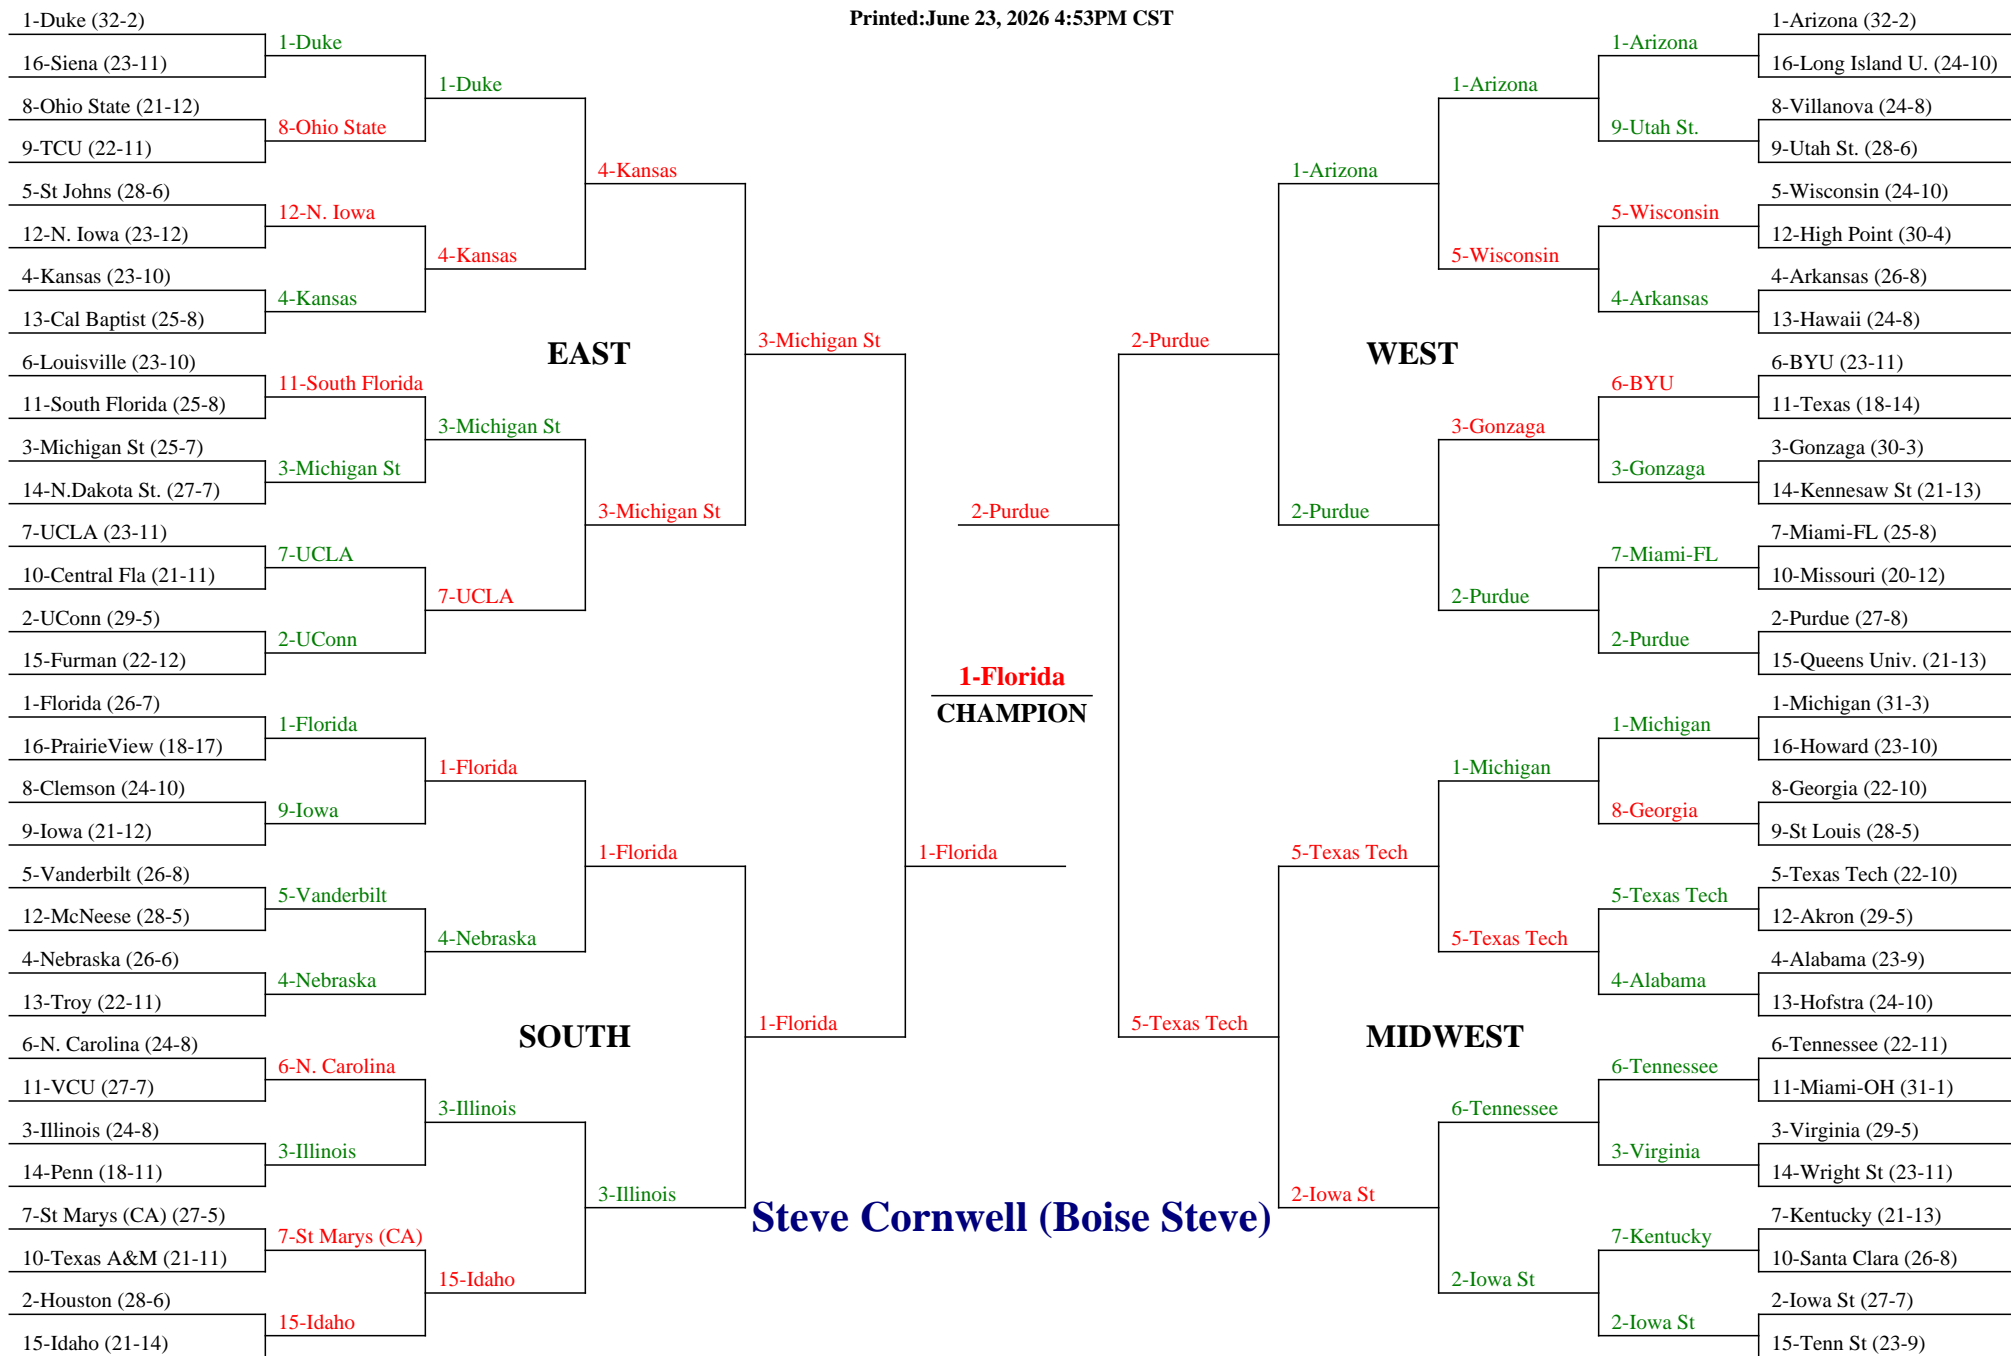 Printed:June 23, 2026 4:53PM CST
1-Duke (32-2)
16-Siena (23-11)
8-Ohio State (21-12)
9-TCU (22-11)
5-St Johns (28-6)
12-N. Iowa (23-12)
4-Kansas (23-10)
13-Cal Baptist (25-8)
6-Louisville (23-10)
11-South Florida (25-8)
3-Michigan St (25-7)
14-N.Dakota St. (27-7)
7-UCLA (23-11)
10-Central Fla (21-11)
2-UConn (29-5)
15-Furman (22-12)
1-Florida (26-7)
16-PrairieView (18-17)
8-Clemson (24-10)
9-Iowa (21-12)
5-Vanderbilt (26-8)
12-McNeese (28-5)
4-Nebraska (26-6)
13-Troy (22-11)
6-N. Carolina (24-8)
11-VCU (27-7)
3-Illinois (24-8)
14-Penn (18-11)
7-St Marys (CA) (27-5)
10-Texas A&M (21-11)
2-Houston (28-6)
15-Idaho (21-14)
1-Duke
8-Ohio State
12-N. Iowa
4-Kansas
11-South Florida
3-Michigan St
7-UCLA
2-UConn
1-Florida
9-Iowa
5-Vanderbilt
4-Nebraska
6-N. Carolina
3-Illinois
7-St Marys (CA)
15-Idaho
1-Duke
4-Kansas
3-Michigan St
7-UCLA
1-Florida
4-Nebraska
3-Illinois
15-Idaho
4-Kansas
3-Michigan St
1-Florida
3-Illinois
EAST
SOUTH
3-Michigan St
1-Florida
1-Florida
2-Purdue
1-Florida
CHAMPION
Steve Cornwell (Boise Steve)
2-Purdue
5-Texas Tech
WEST
MIDWEST
1-Arizona
2-Purdue
5-Texas Tech
2-Iowa St
1-Arizona
5-Wisconsin
3-Gonzaga
2-Purdue
1-Michigan
5-Texas Tech
6-Tennessee
2-Iowa St
1-Arizona
9-Utah St.
5-Wisconsin
4-Arkansas
6-BYU
3-Gonzaga
7-Miami-FL
2-Purdue
1-Michigan
8-Georgia
5-Texas Tech
4-Alabama
6-Tennessee
3-Virginia
7-Kentucky
2-Iowa St
1-Arizona (32-2)
16-Long Island U. (24-10)
8-Villanova (24-8)
9-Utah St. (28-6)
5-Wisconsin (24-10)
12-High Point (30-4)
4-Arkansas (26-8)
13-Hawaii (24-8)
6-BYU (23-11)
11-Texas (18-14)
3-Gonzaga (30-3)
14-Kennesaw St (21-13)
7-Miami-FL (25-8)
10-Missouri (20-12)
2-Purdue (27-8)
15-Queens Univ. (21-13)
1-Michigan (31-3)
16-Howard (23-10)
8-Georgia (22-10)
9-St Louis (28-5)
5-Texas Tech (22-10)
12-Akron (29-5)
4-Alabama (23-9)
13-Hofstra (24-10)
6-Tennessee (22-11)
11-Miami-OH (31-1)
3-Virginia (29-5)
14-Wright St (23-11)
7-Kentucky (21-13)
10-Santa Clara (26-8)
2-Iowa St (27-7)
15-Tenn St (23-9)